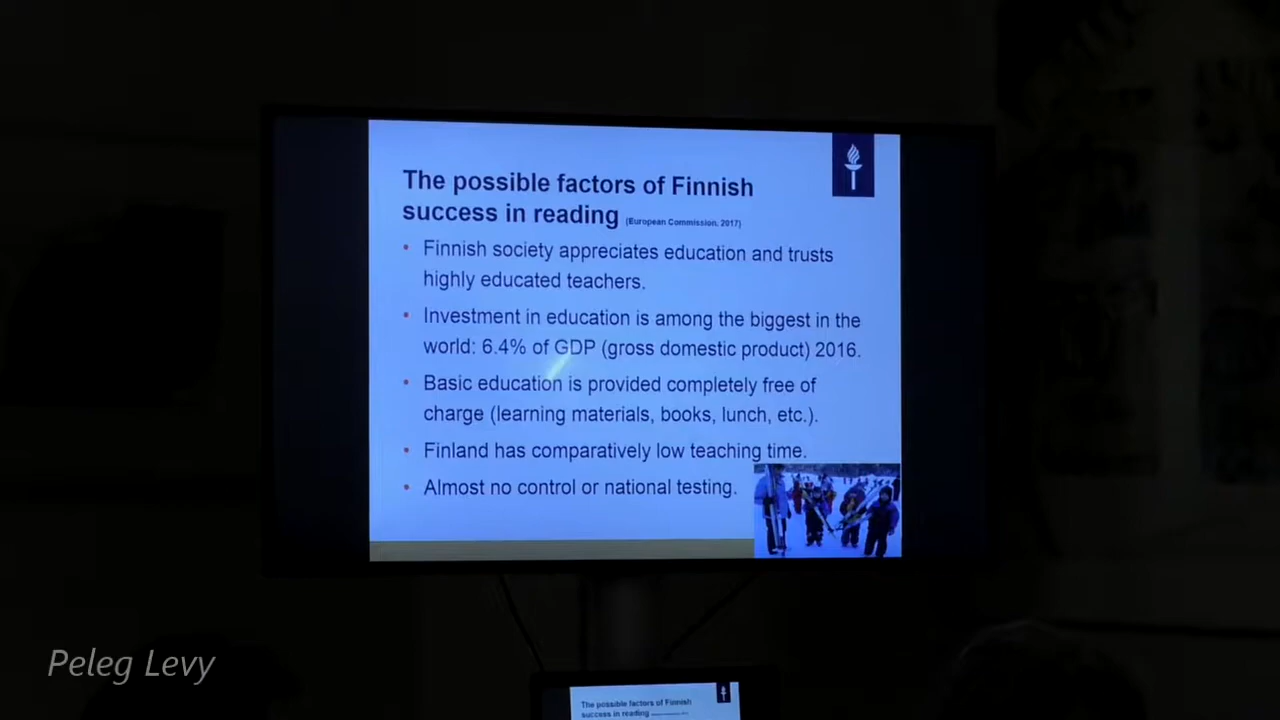 The possible factors of Finnish
success in reading (European Commission, 2017)
• Finnish society appreciates education and trusts
highly educated teachers.
• Investment in education is among the biggest in the
world: 6.4% of GDP (gross domestic product) 2016.
• Basic education is provided completely free of
charge (learning materials, books, lunch, etc.).
• Finland has comparatively low teaching time.
• Almost no control or national testing.
Peleg Levy
The possible factors of Finnish
success in reading